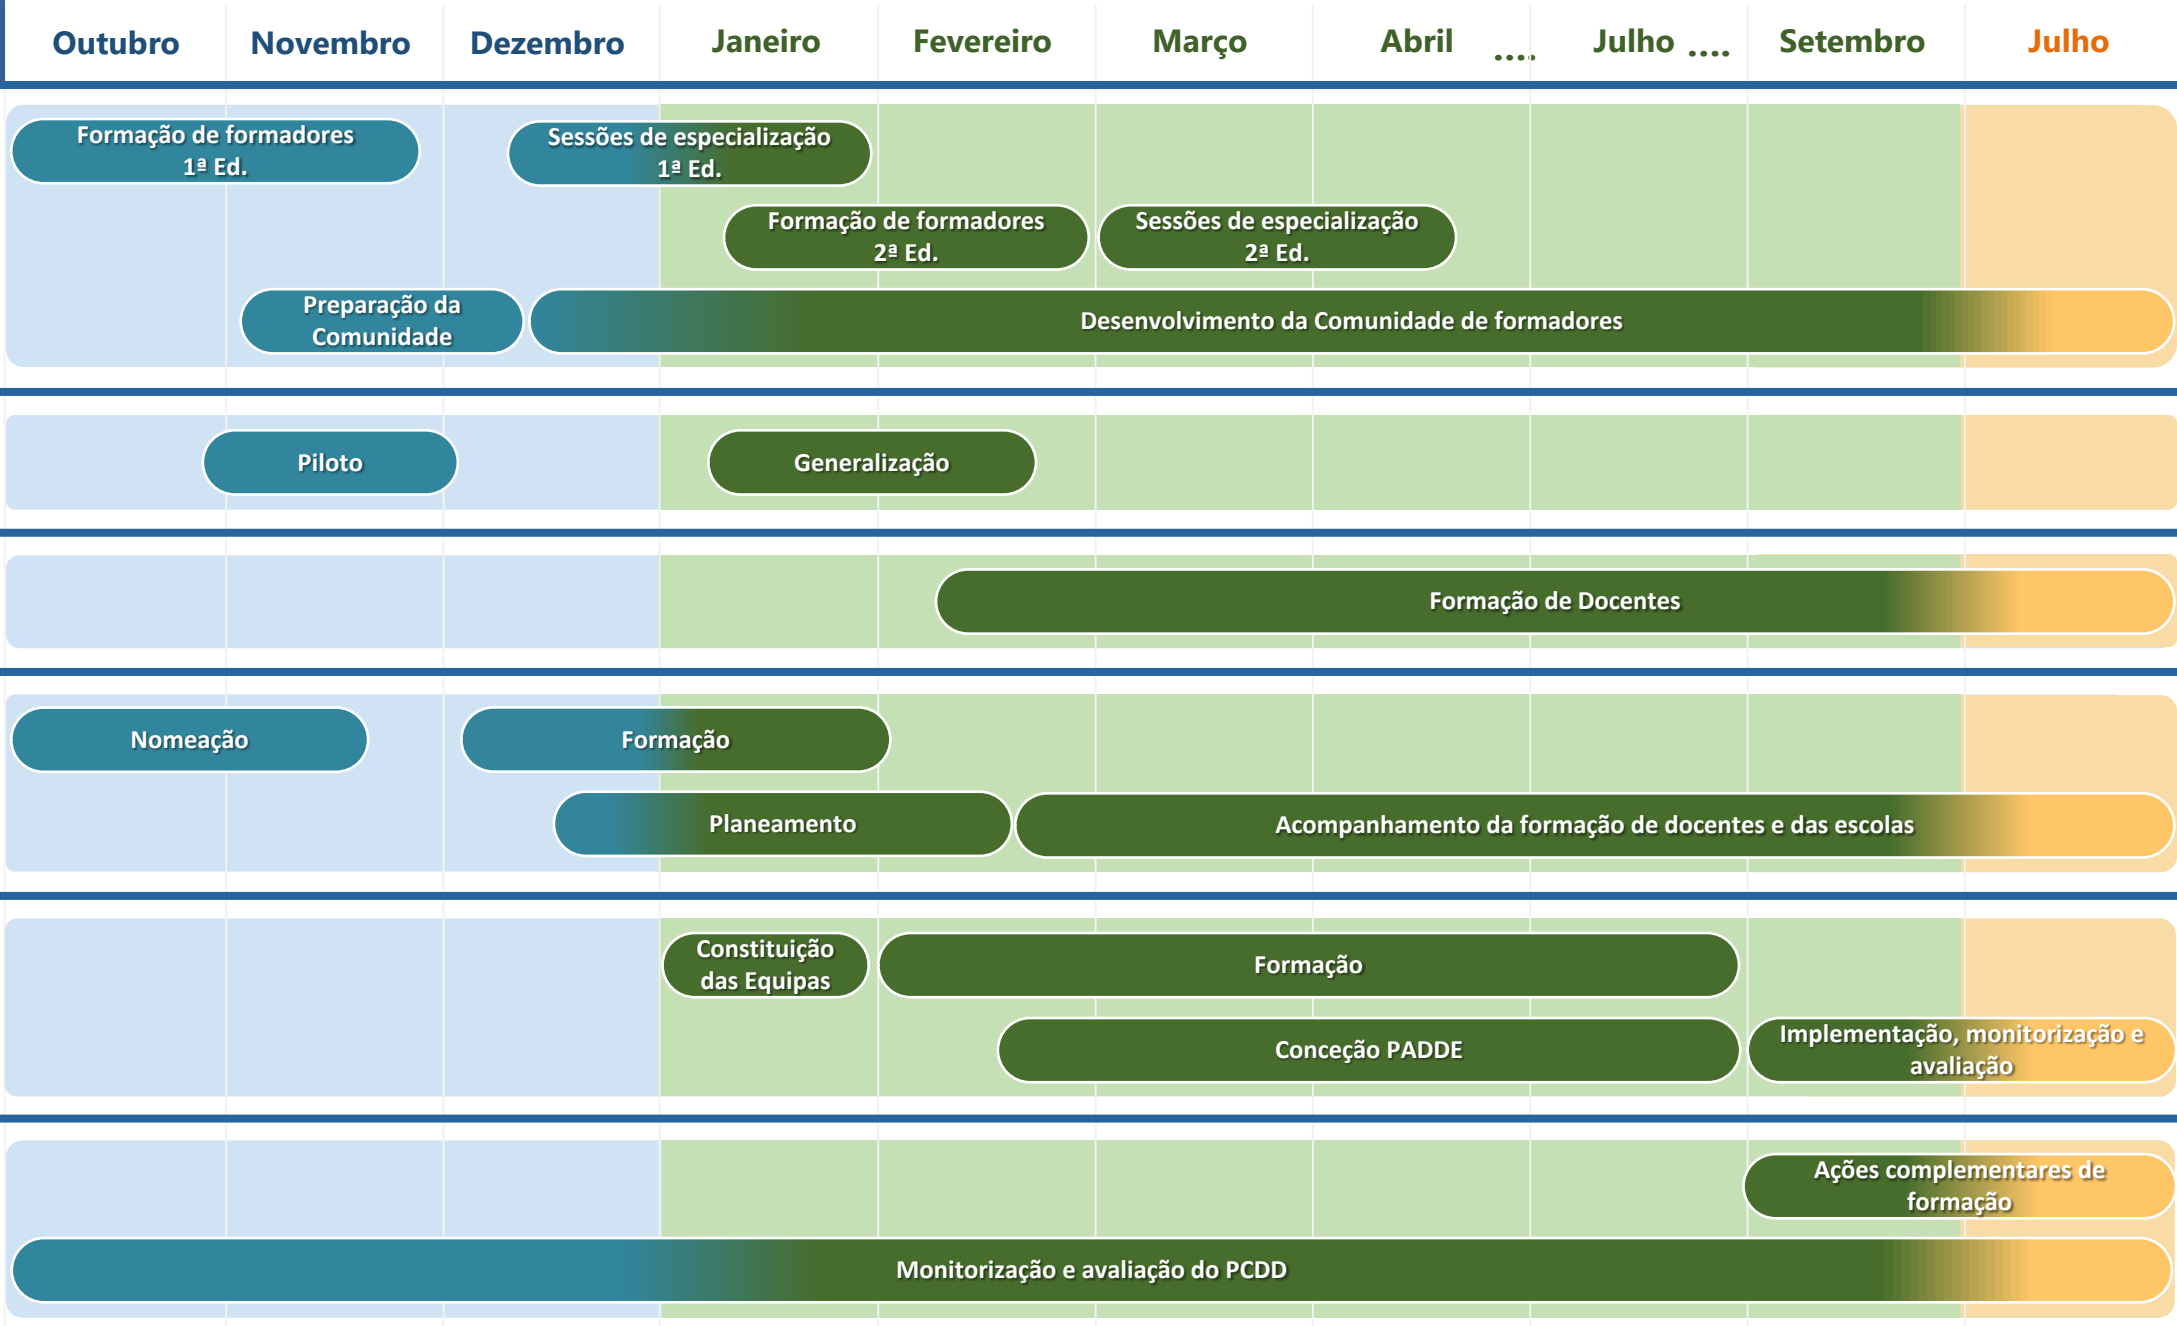 Outubro
Novembro
Dezembro
Janeiro
Fevereiro
Março
Abril
....
Julho
....
Setembro
Julho
Formação de formadores
1ª Ed.
Sessões de especialização
1ª Ed.
Formação de formadores
2ª Ed.
Sessões de especialização
2ª Ed.
Preparação da
Comunidade
Desenvolvimento da Comunidade de formadores
Piloto
Generalização
Formação de Docentes
Nomeação
Formação
Planeamento
Acompanhamento da formação de docentes e das escolas
Constituição
das Equipas
Formação
Conceção PADDE
Implementação, monitorização e
avaliação
Ações complementares de
formação
Monitorização e avaliação do PCDD